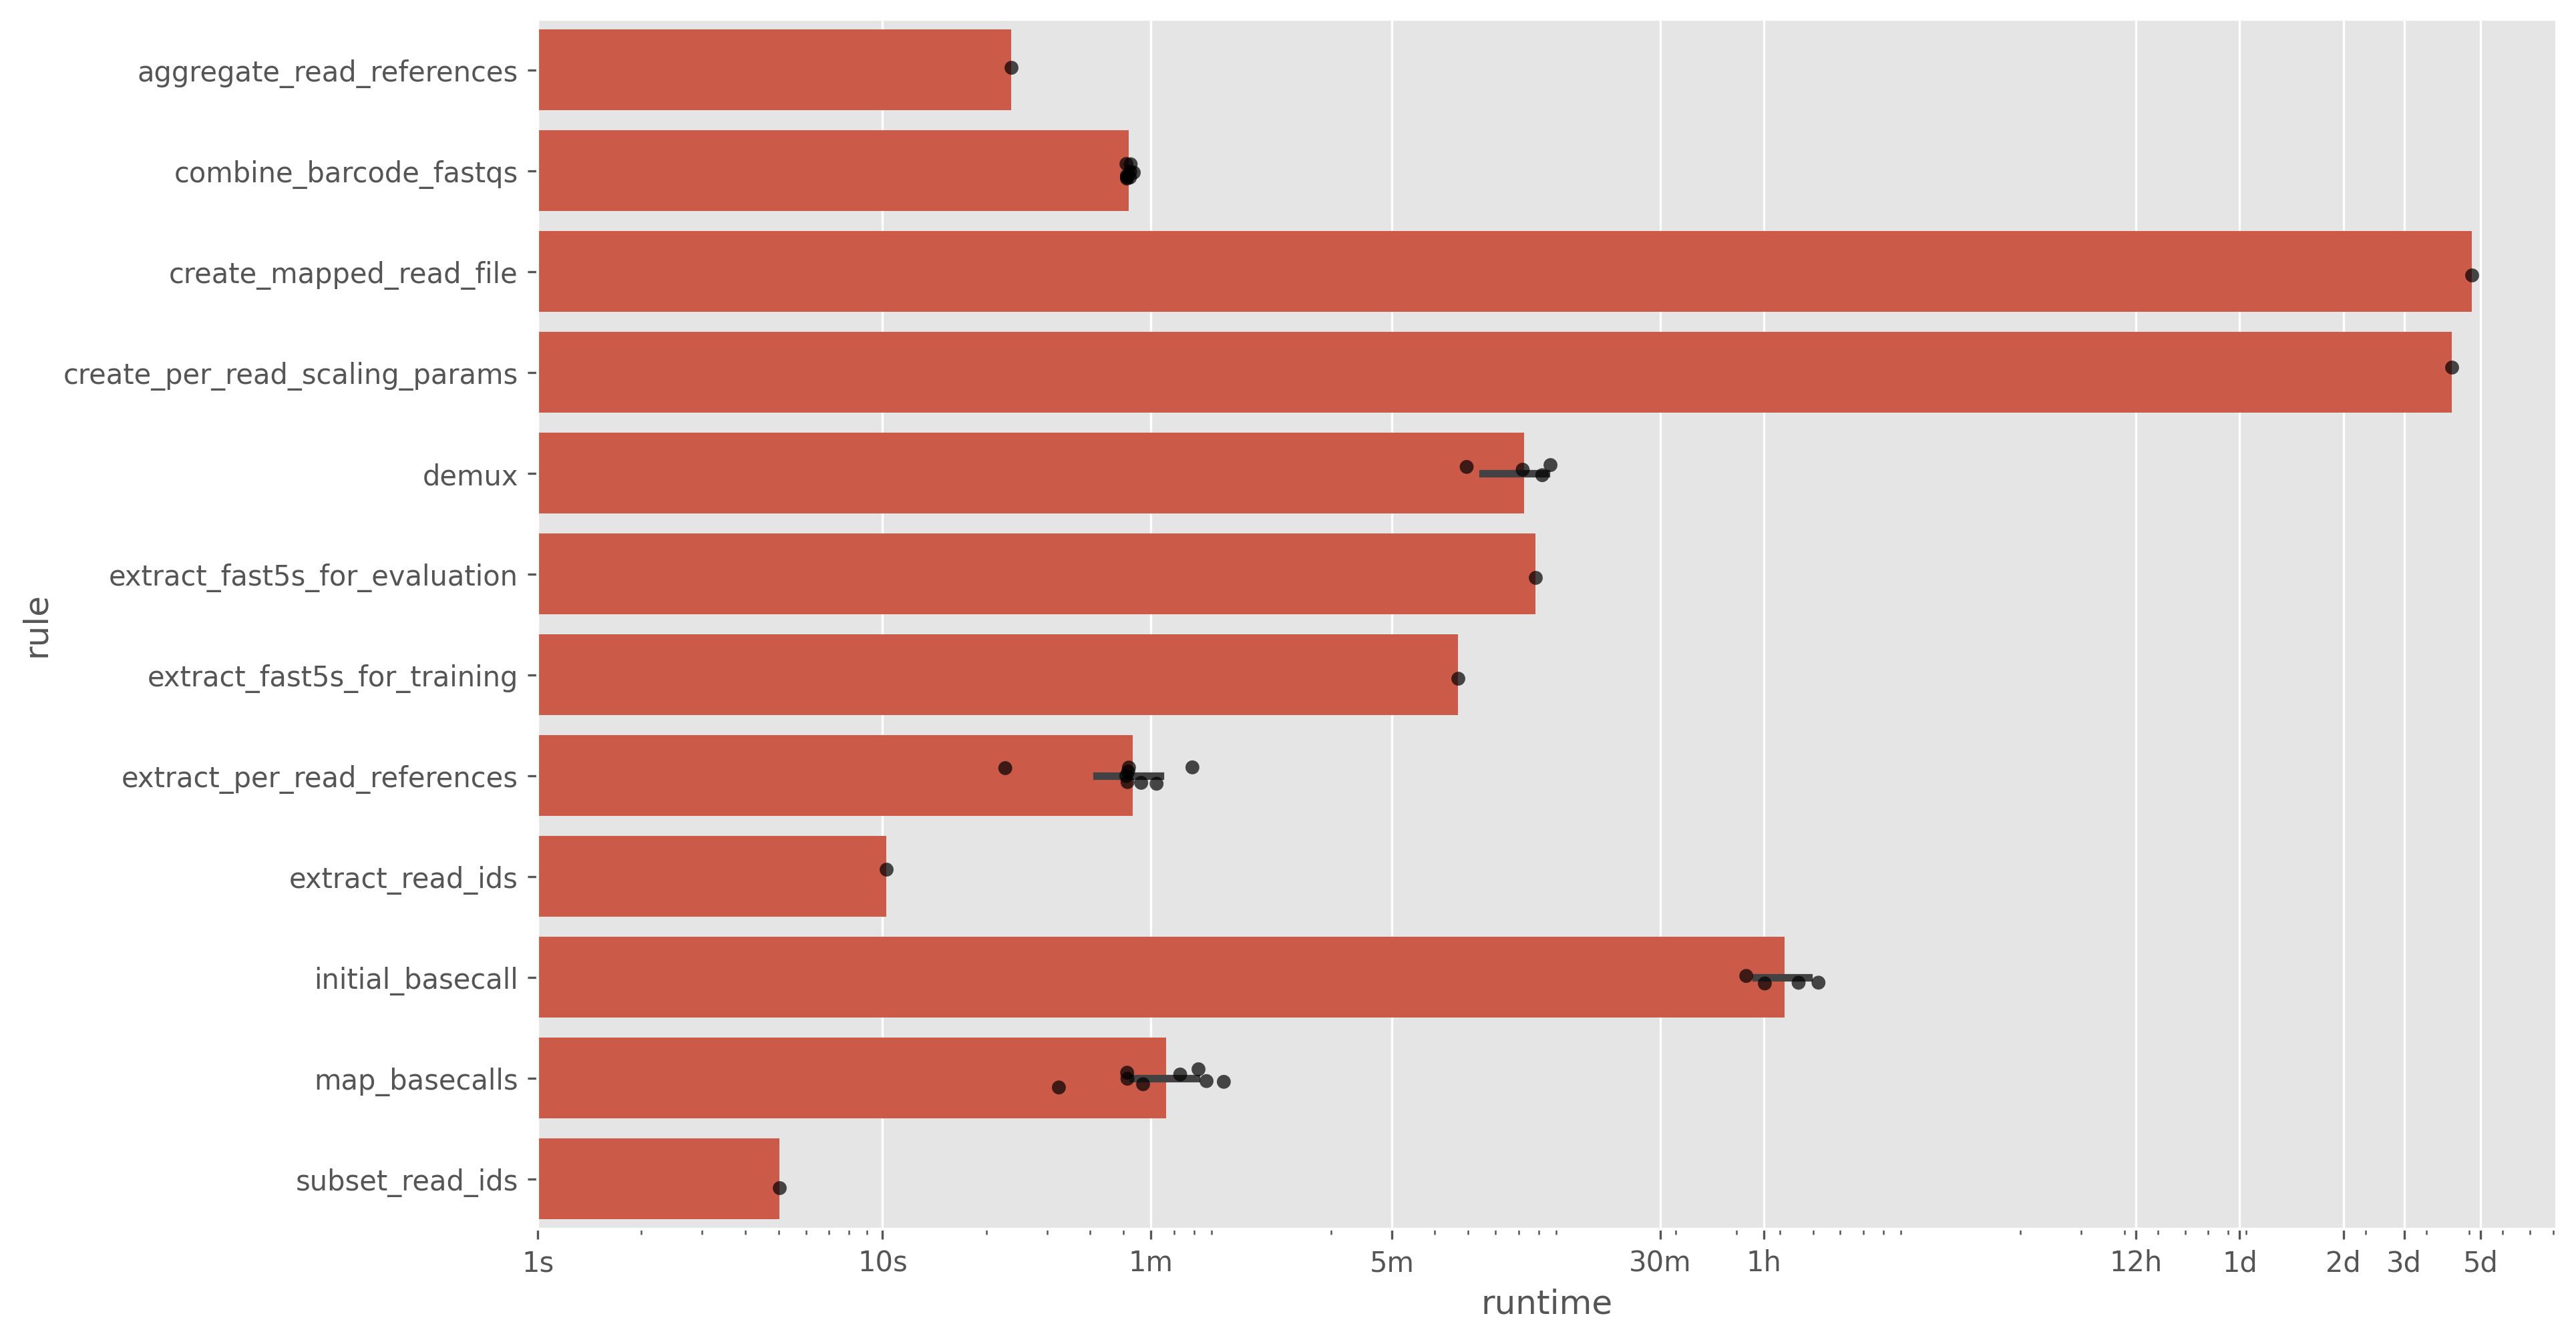 aggregate_read_references
combine_barcode_fastqs
create_mapped_read_file
create_per_read_scaling_params
demux
extract_fast5s_for_evaluation
extract_fast5s_for_training
extract_per_read_references
extract_read_ids
initial_basecall
map_basecalls
subset_read_ids
rule
1s 10s 1m 5m 30m 1h 12h 1d 2d 3d 5d
runtime